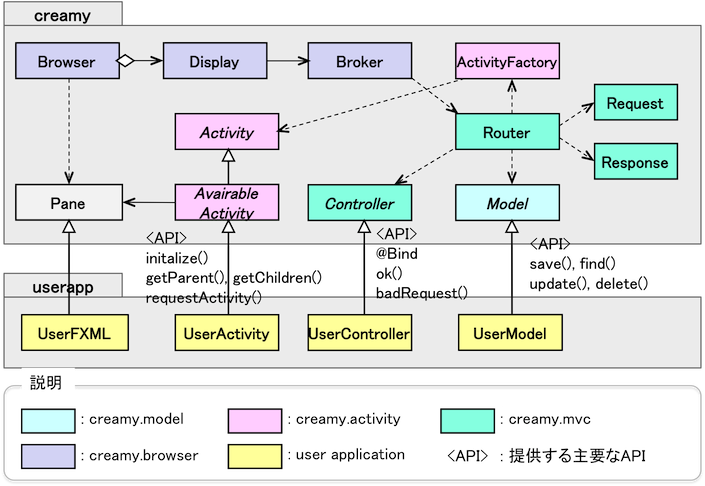 creamy
Browser
Display
Broker
ActivityFactory
Request
Activity
Router
Response
Pane
Avairable
Activity
Controller
Model
<API>
initalize()
getParent(), getChildren()
requestActivity()
<API>
@Bind
ok()
badRequest()
<API>
save(), find()
update(), delete()
userapp
UserFXML
UserActivity
UserController
UserModel
説明
: creamy.model
: creamy.activity
: creamy.mvc
: creamy.browser
: user application
<API> : 提供する主要なAPI